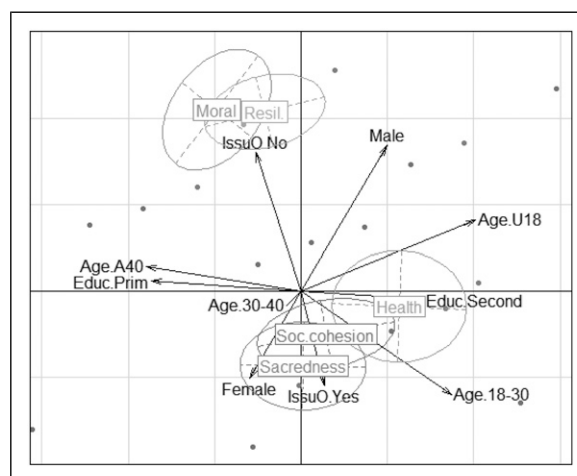 Moral
Resil.
IssuO.No
Male
Age.U18
Age.A40
Educ.Prim
Age.30-40
Health
Educ.Second
Soc.cohesion
Sacredness
Female
IssuO.Yes
Age.18-30